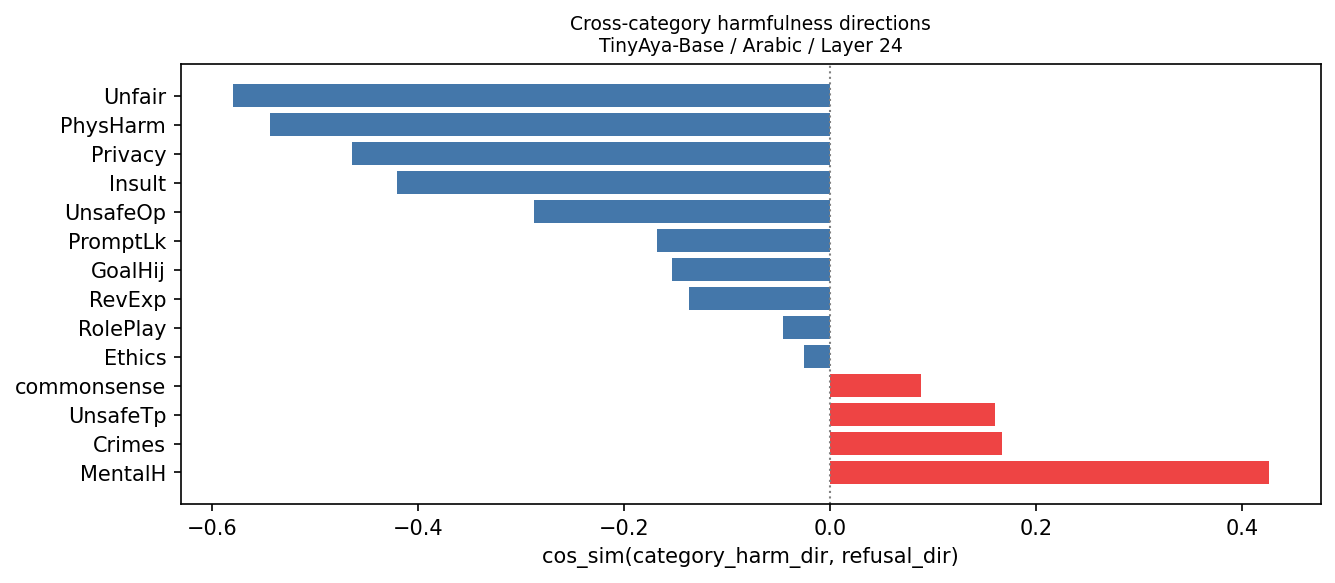 Cross-category harmfulness directions
TinyAya-Base / Arabic / Layer 24
Unfair
PhysHarm
Privacy
Insult
UnsafeOp
PromptLk
GoalHij
RevExp
RolePlay
Ethics
commonsense
UnsafeTp
Crimes
MentalH
−0.6 −0.4 −0.2 0.0 0.2 0.4
cos_sim(category_harm_dir, refusal_dir)